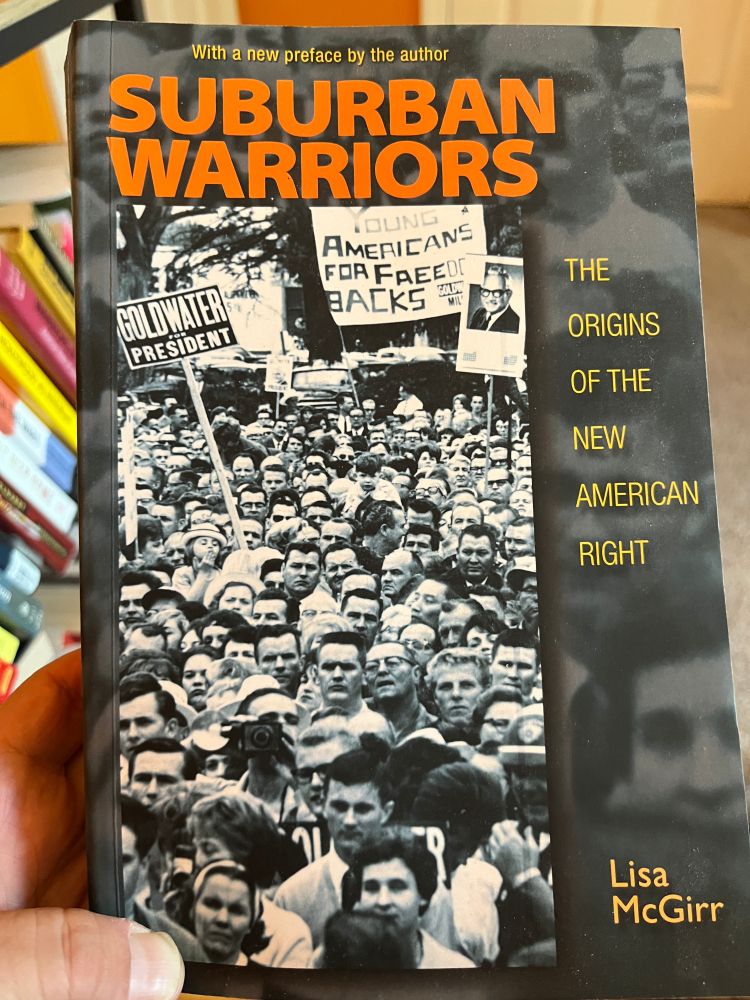 With a new preface by the author
SUBURBAN
WARRIORS
YOUNG
AMERICANS
FOR FREEDO
BACKS
GOLDWATER
FOR
PRESIDENT
THE
ORIGINS
OF THE
NEW
AMERICAN
RIGHT
Lisa
McGirr